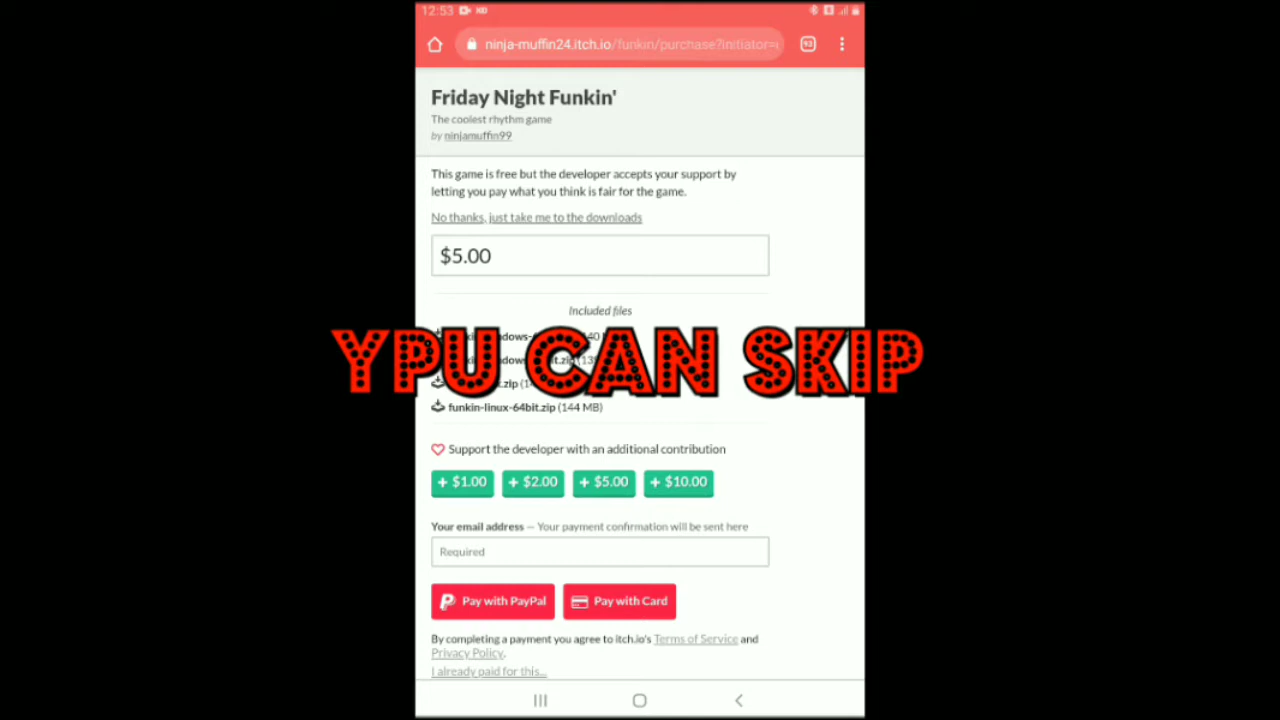 12:53
ninja-muffin24.itch.io/funkin/purchase?initiator=
93
Friday Night Funkin'
The coolest rhythm game
by ninjamuffin99
This game is free but the developer accepts your support by
letting you pay what you think is fair for the game.
No thanks, just take me to the downloads
$5.00
Included files
YPU CAN SKIP
funkin-linux-64bit.zip (144 MB)
Support the developer with an additional contribution
+ $1.00 + $2.00 + $5.00 + $10.00
Your email address — Your payment confirmation will be sent here
Required
Pay with PayPal Pay with Card
By completing a payment you agree to itch.io's Terms of Service and
Privacy Policy.
I already paid for this...